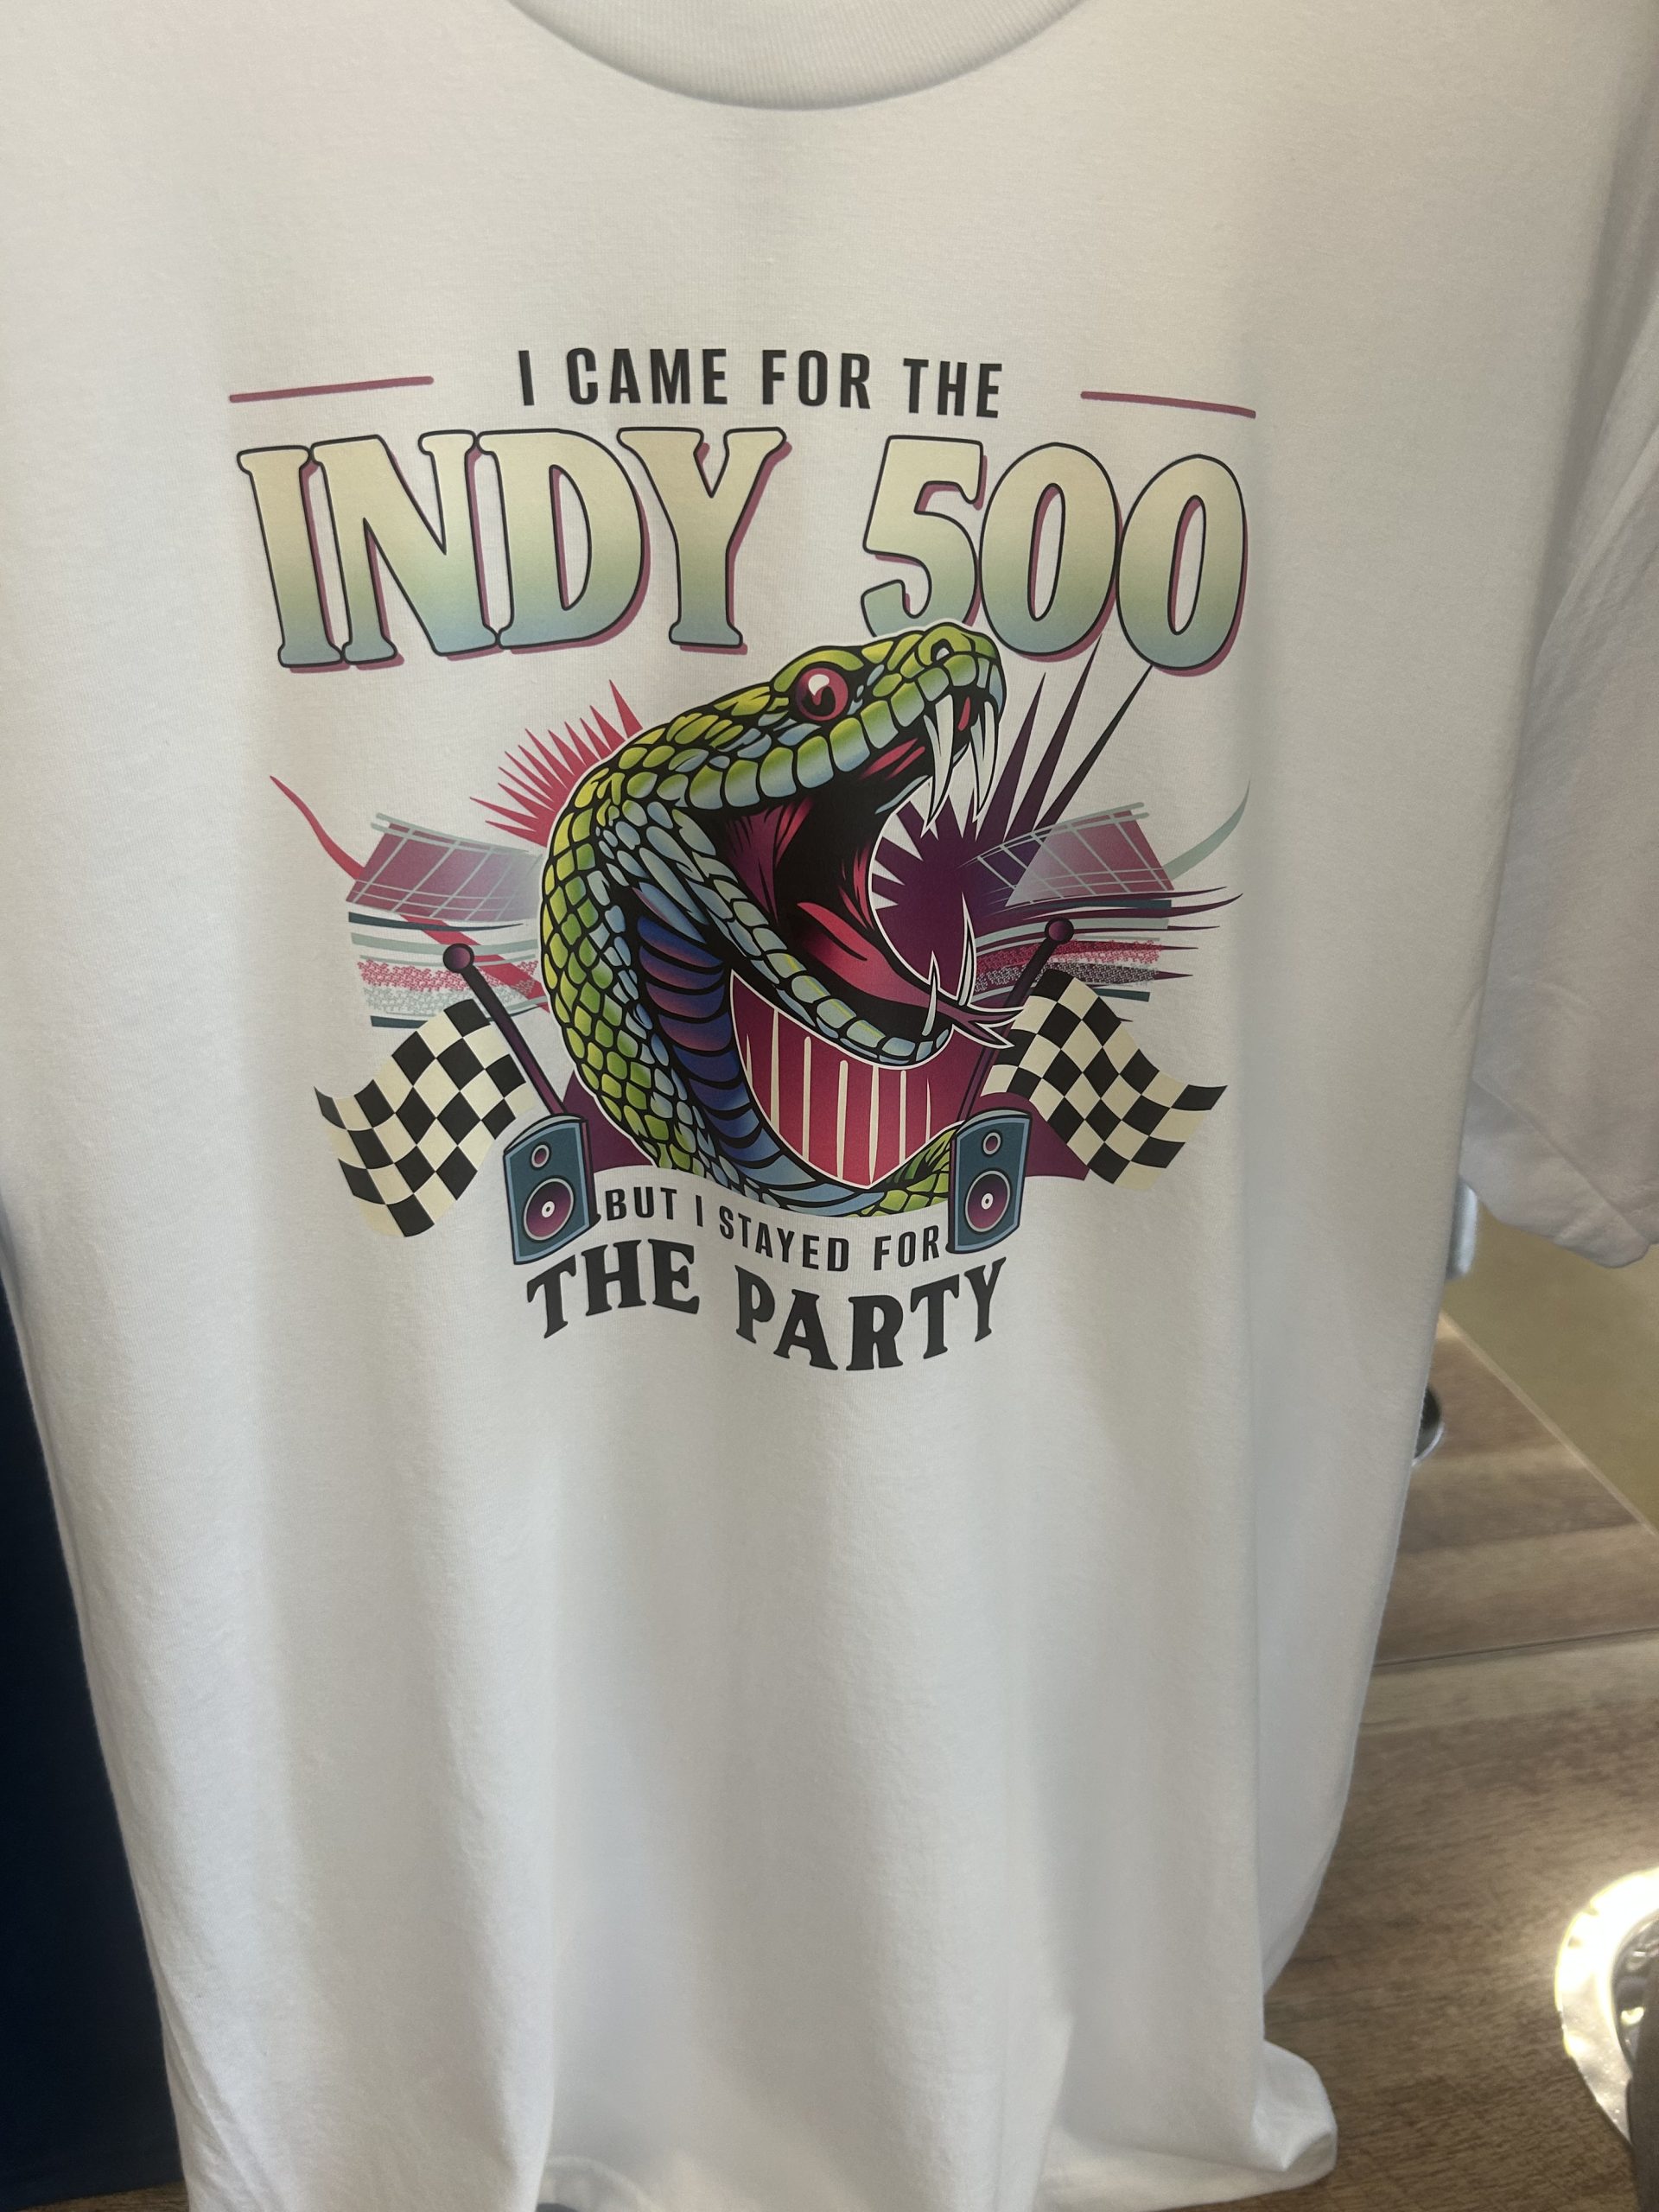 I CAME FOR THE
INDY 500
BUT I STAYED FOR
THE PARTY